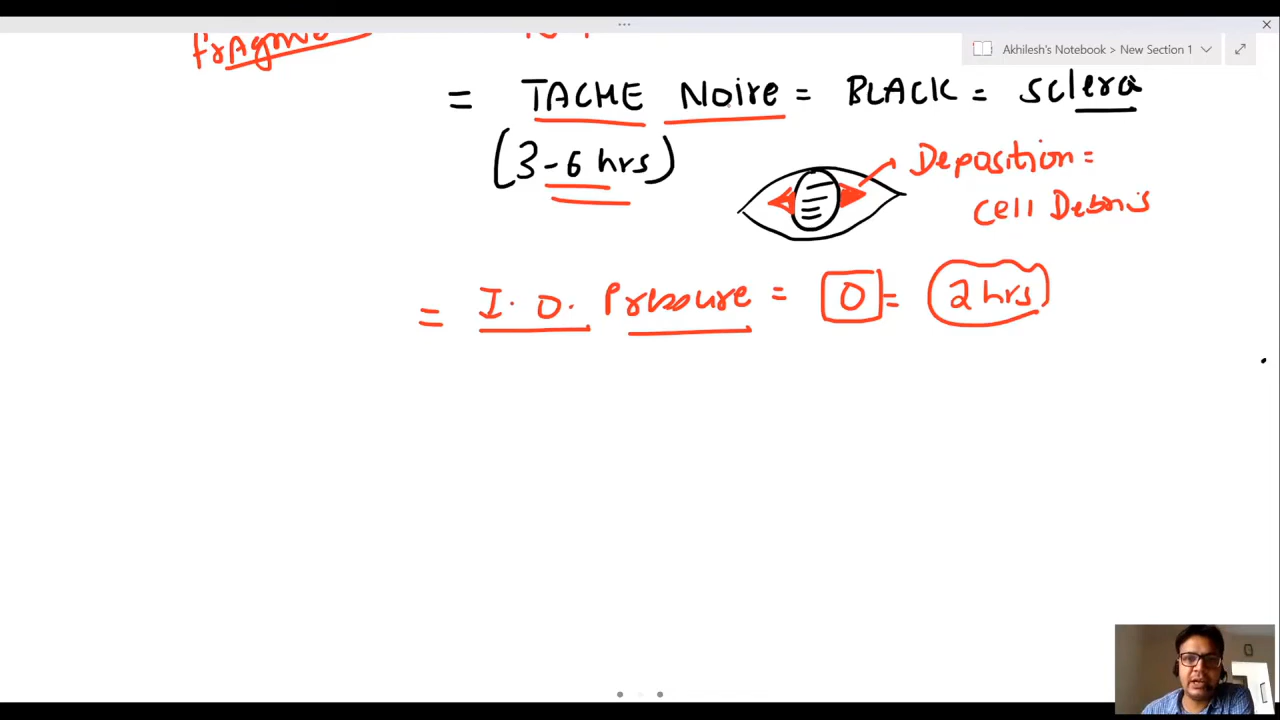 Akhilesh's Notebook > New Section 1
= TACHE Noire = BLACK = sclera
(3-6 hrs)
Deposition =
Cell Debris
= I.O. Pressure = 0 = 2 hrs